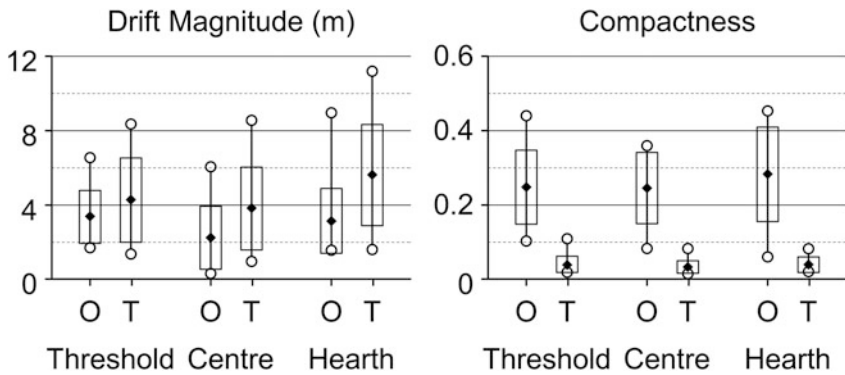 Drift Magnitude (m)
12
8
4
0
O T O T O T
Threshold Centre Hearth
Compactness
0.6
0.4
0.2
0
O T O T O T
Threshold Centre Hearth